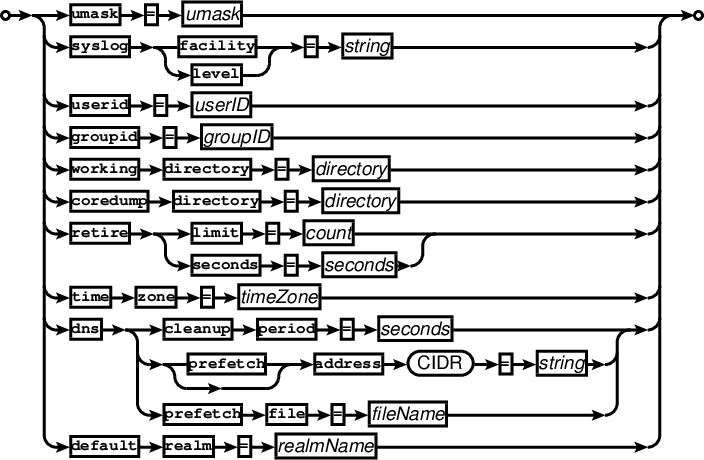 umask = umask
syslog facility = string
level
userid = userID
groupid = groupID
working directory = directory
coredump directory = directory
retire limit = count
seconds = seconds
time zone = timeZone
dns cleanup period = seconds
prefetch address CIDR = string
prefetch file = fileName
default realm = realmName